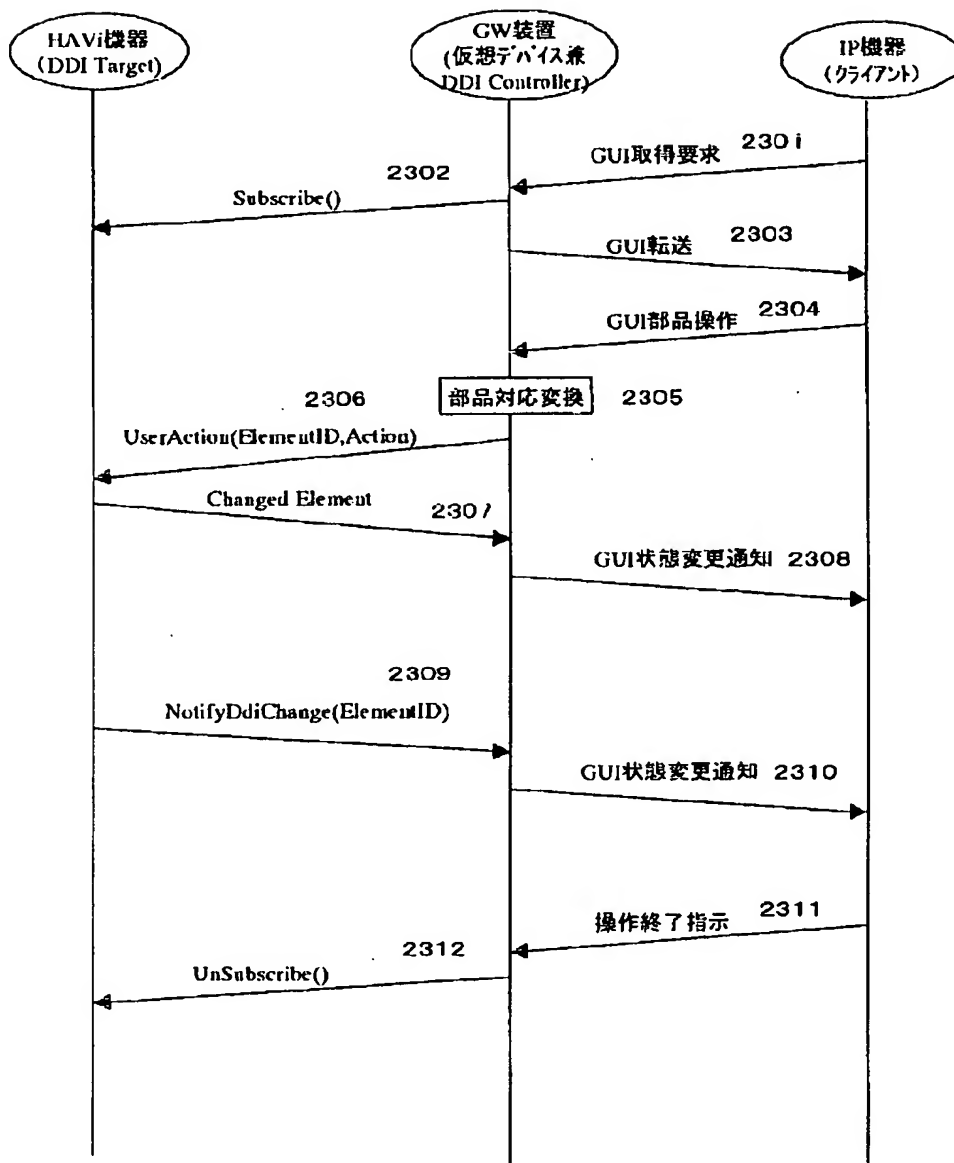 HAVi機器
(DDI Target)
GW装置
(仮想デバイス兼
DDI Controller)
IP機器
(クライアント)
GUI取得要求
2301
2302
Subscribe()
GUI転送
2303
GUI部品操作
2304
部品対応変換
2305
2306
UserAction(ElementID,Action)
Changed Element
2307
GUI状態変更通知 2308
2309
NotifyDdiChange(ElementID)
GUI状態変更通知 2310
操作終了指示
2311
2312
UnSubscribe()